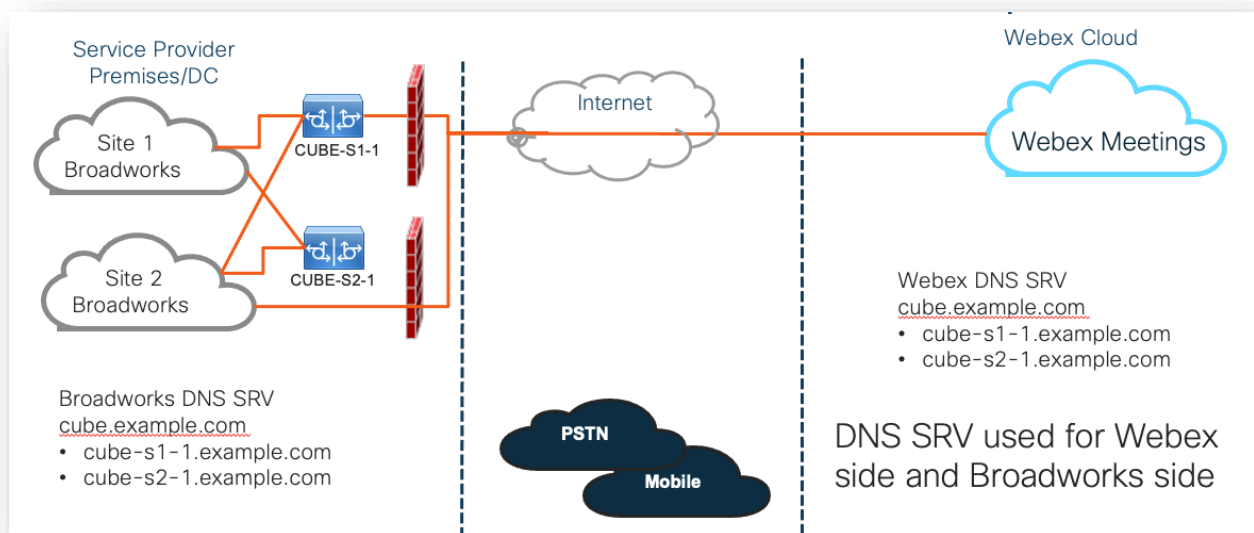 Service Provider
Premises/DC
Site 1
Broadworks
CUBE-S1-1
Site 2
Broadworks
CUBE-S2-1
Broadworks DNS SRV
cube.example.com
• cube-s1-1.example.com
• cube-s2-1.example.com
Internet
PSTN
Mobile
Webex Cloud
Webex Meetings
Webex DNS SRV
cube.example.com
• cube-s1-1.example.com
• cube-s2-1.example.com
DNS SRV used for Webex
side and Broadworks side